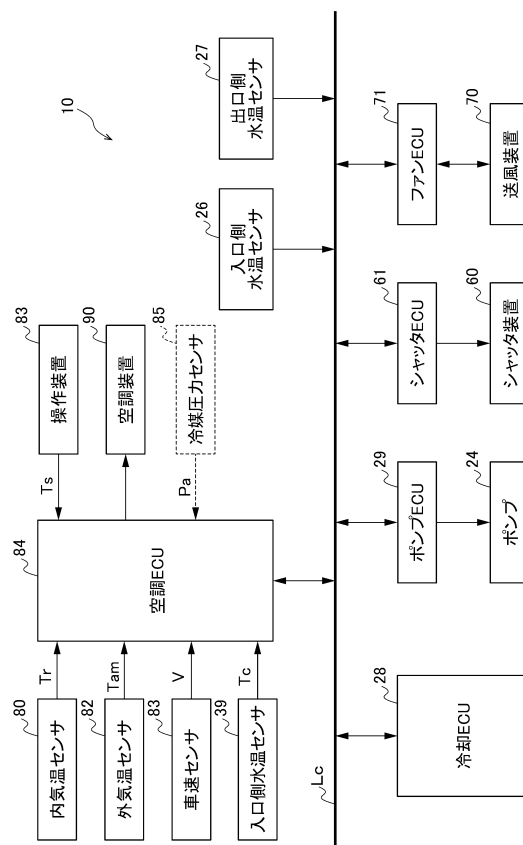 10
80
内気温センサ
Tr
82
外気温センサ
Tam
83
車速センサ
V
39
入口側水温センサ
Tc
84
空調ECU
83
操作装置
Ts
90
空調装置
85
冷媒圧力センサ
Pa
26
入口側
水温センサ
27
出口側
水温センサ
Lc
28
冷却ECU
29
ポンプECU
24
ポンプ
61
シャッタECU
60
シャッタ装置
71
ファンECU
70
送風装置